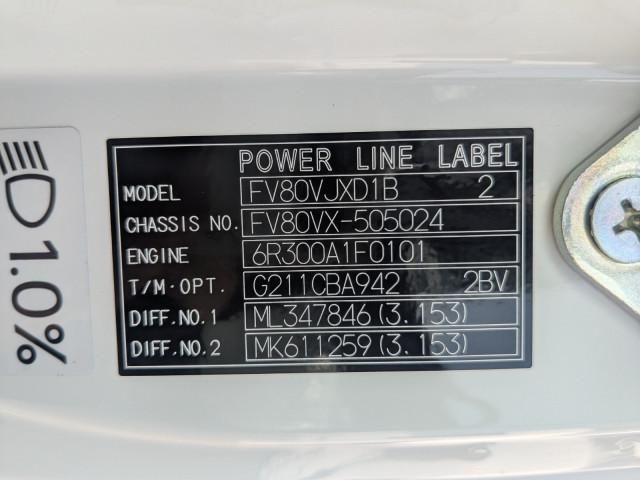 POWER LINE LABEL
MODEL FV80VJXD1B 2
CHASSIS NO. FV80VX-505024
ENGINE 6R300A1F0101
T/M·OPT. G211CBA942 2BV
DIFF.NO.1 ML347846(3.153)
DIFF.NO.2 MK611259(3.153)
1.0%